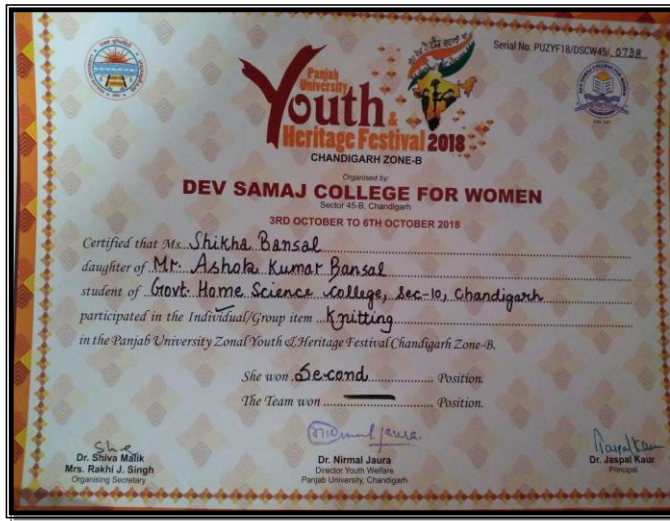 Serial No. PUZYF18/DSCW45/ 0738
Panjab
University
Youth &
Heritage Festival 2018
CHANDIGARH ZONE-B
Organised by:
DEV SAMAJ COLLEGE FOR WOMEN
Sector 45-B, Chandigarh
3RD OCTOBER TO 6TH OCTOBER 2018
Certified that Ms. Shikha Bansal
daughter of Mr. Ashok Kumar Bansal
student of Govt. Home Science College, Sec-10, Chandigarh
participated in the Individual/Group item Knitting
in the Panjab University Zonal Youth & Heritage Festival Chandigarh Zone-B.
She won Second Position.
The Team won Position.
Nirmal Jaura
Jaspal Kaur
Dr. Shiva Malik
Mrs. Rakhi J. Singh
Organising Secretary
Dr. Nirmal Jaura
Director Youth Welfare
Panjab University, Chandigarh
Dr. Jaspal Kaur
Principal